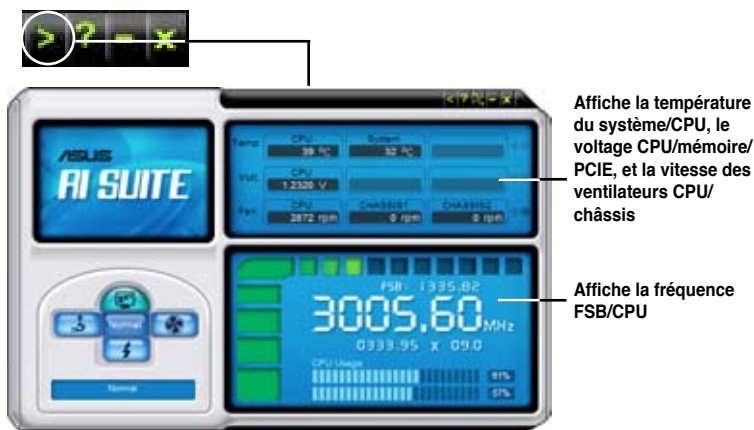 > ? - x
< ? - x
ASUS
AI SUITE
Temp.
CPU
System
39 °C
32 °C
Volt.
CPU
1.2320 V
Fan
CPU
CHASSIS1
CHASSIS2
2872 rpm
0 rpm
0 rpm
Affiche la température
du système/CPU, le
voltage CPU/mémoire/
PCIE, et la vitesse des
ventilateurs CPU/
châssis
FSB: 1335.82
3005.60 MHz
0333.95 x 09.0
CPU Usage
61%
57%
Affiche la fréquence
FSB/CPU
Normal
Normal